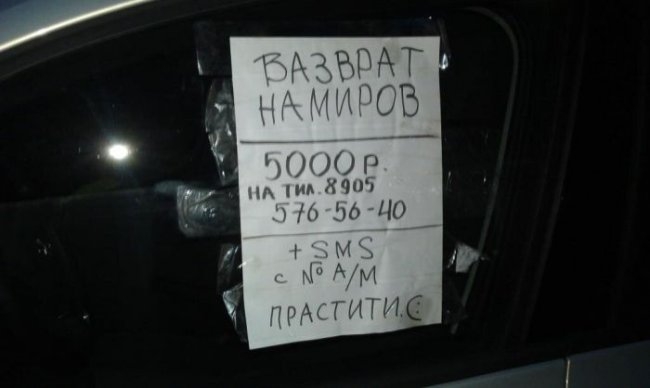 ВАЗВРАТ
НАМИРОВ
5000 Р.
НА ТИЛ. 8905
576-56-40
+ SMS
с № А/М
ПРАСТИТИ. (: